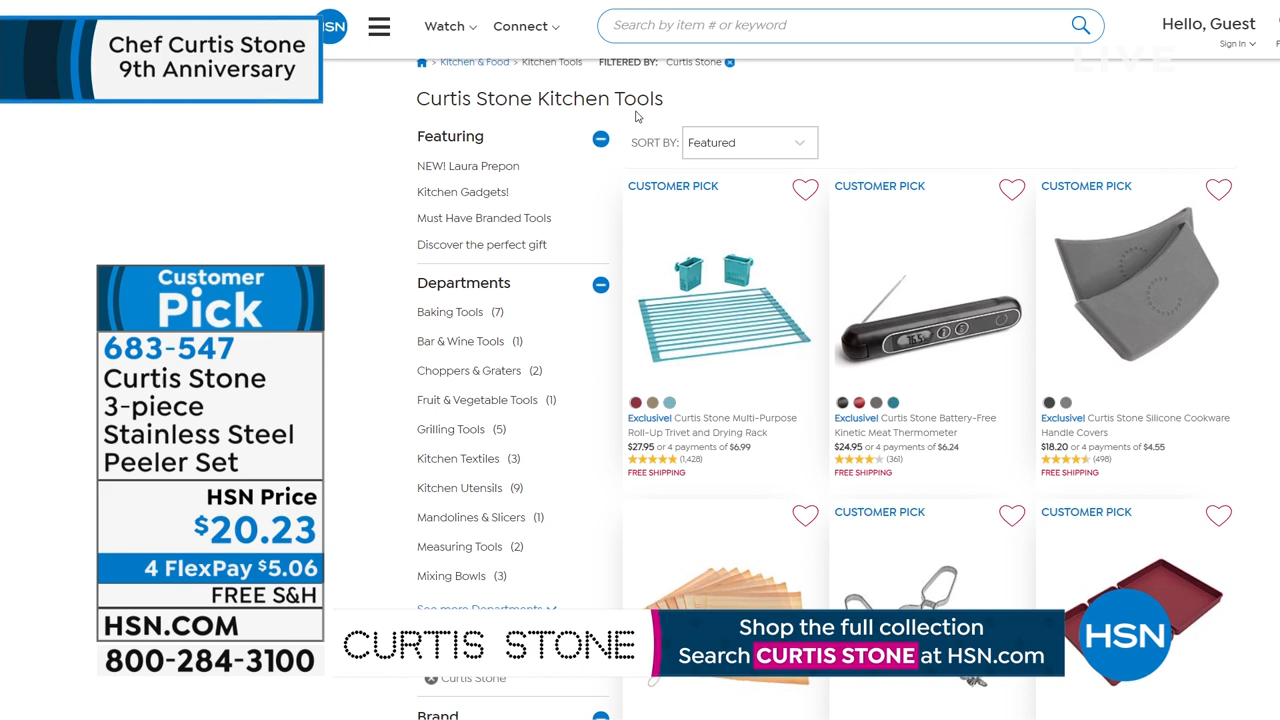 Chef Curtis Stone
9th Anniversary
HSN
Watch
Connect
Search by item # or keyword
Hello, Guest
Sign In
LIVE
> Kitchen & Food > Kitchen Tools
FILTERED BY: Curtis Stone
Curtis Stone Kitchen Tools
Featuring
NEW! Laura Prepon
Kitchen Gadgets!
Must Have Branded Tools
Discover the perfect gift
Departments
Baking Tools (7)
Bar & Wine Tools (1)
Choppers & Graters (2)
Fruit & Vegetable Tools (1)
Grilling Tools (5)
Kitchen Textiles (3)
Kitchen Utensils (9)
Mandolines & Slicers (1)
Measuring Tools (2)
Mixing Bowls (3)
See more Departments
Curtis Stone
Brand
SORT BY: Featured
CUSTOMER PICK
Exclusive! Curtis Stone Multi-Purpose
Roll-Up Trivet and Drying Rack
$27.95 or 4 payments of $6.99
(1,428)
FREE SHIPPING
CUSTOMER PICK
Exclusive! Curtis Stone Battery-Free
Kinetic Meat Thermometer
$24.95 or 4 payments of $6.24
(361)
FREE SHIPPING
CUSTOMER PICK
Exclusive! Curtis Stone Silicone Cookware
Handle Covers
$18.20 or 4 payments of $4.55
(498)
FREE SHIPPING
CUSTOMER PICK
CUSTOMER PICK
Customer
Pick
683-547
Curtis Stone
3-piece
Stainless Steel
Peeler Set
HSN Price
$20.23
4 FlexPay $5.06
FREE S&H
HSN.COM
800-284-3100
CURTIS STONE
Shop the full collection
Search CURTIS STONE at HSN.com
HSN